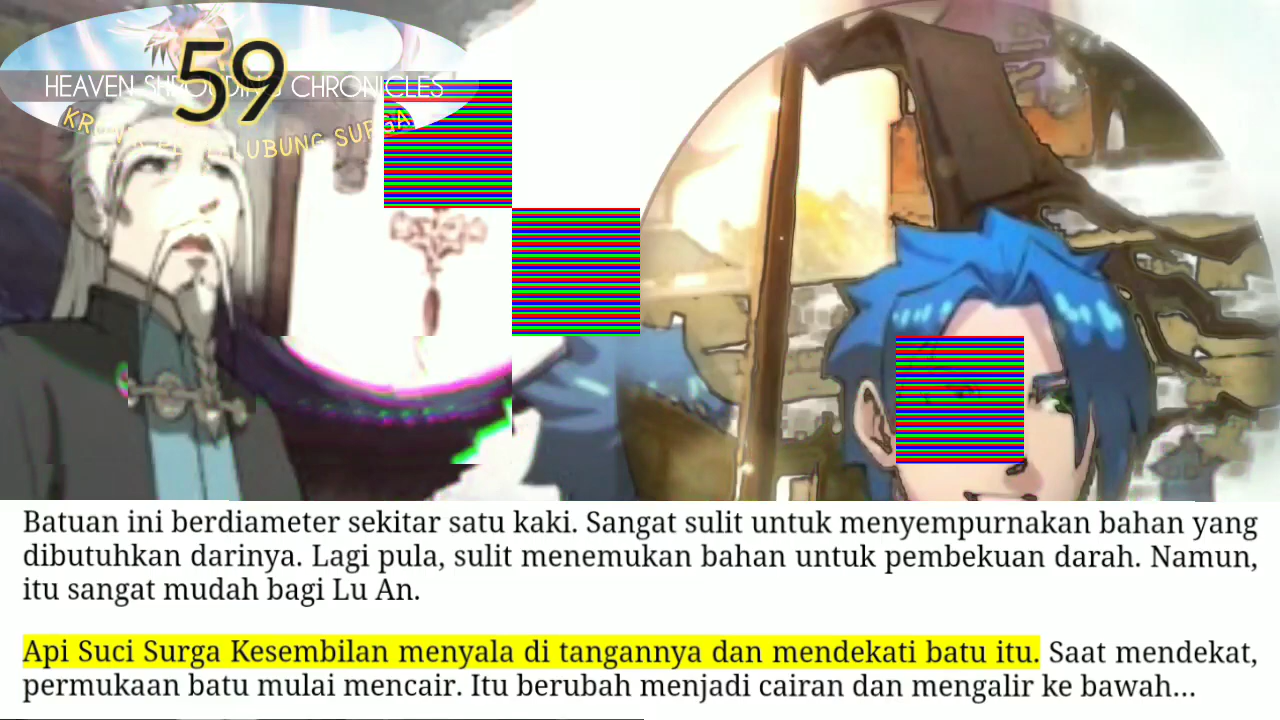 59
HEAVEN SHROUDING CHRONICLES
SURGA
Batuan ini berdiameter sekitar satu kaki. Sangat sulit untuk menyempurnakan bahan yang
dibutuhkan darinya. Lagi pula, sulit menemukan bahan untuk pembekuan darah. Namun,
itu sangat mudah bagi Lu An.
Api Suci Surga Kesembilan menyala di tangannya dan mendekati batu itu. Saat mendekat,
permukaan batu mulai mencair. Itu berubah menjadi cairan dan mengalir ke bawah...